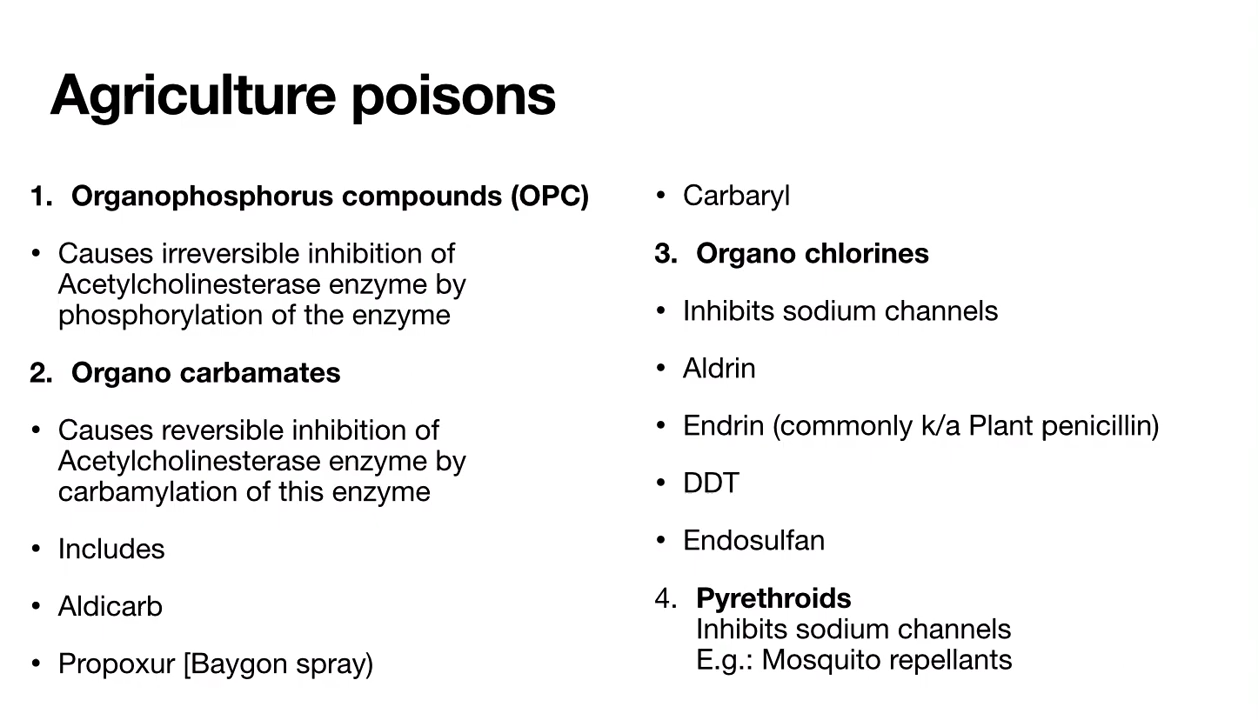 Agriculture poisons
1. Organophosphorus compounds (OPC)
• Causes irreversible inhibition of
Acetylcholinesterase enzyme by
phosphorylation of the enzyme
2. Organo carbamates
• Causes reversible inhibition of
Acetylcholinesterase enzyme by
carbamylation of this enzyme
• Includes
• Aldicarb
• Propoxur [Baygon spray)
• Carbaryl
3. Organo chlorines
• Inhibits sodium channels
• Aldrin
• Endrin (commonly k/a Plant penicillin)
• DDT
• Endosulfan
4. Pyrethroids
Inhibits sodium channels
E.g.: Mosquito repellants